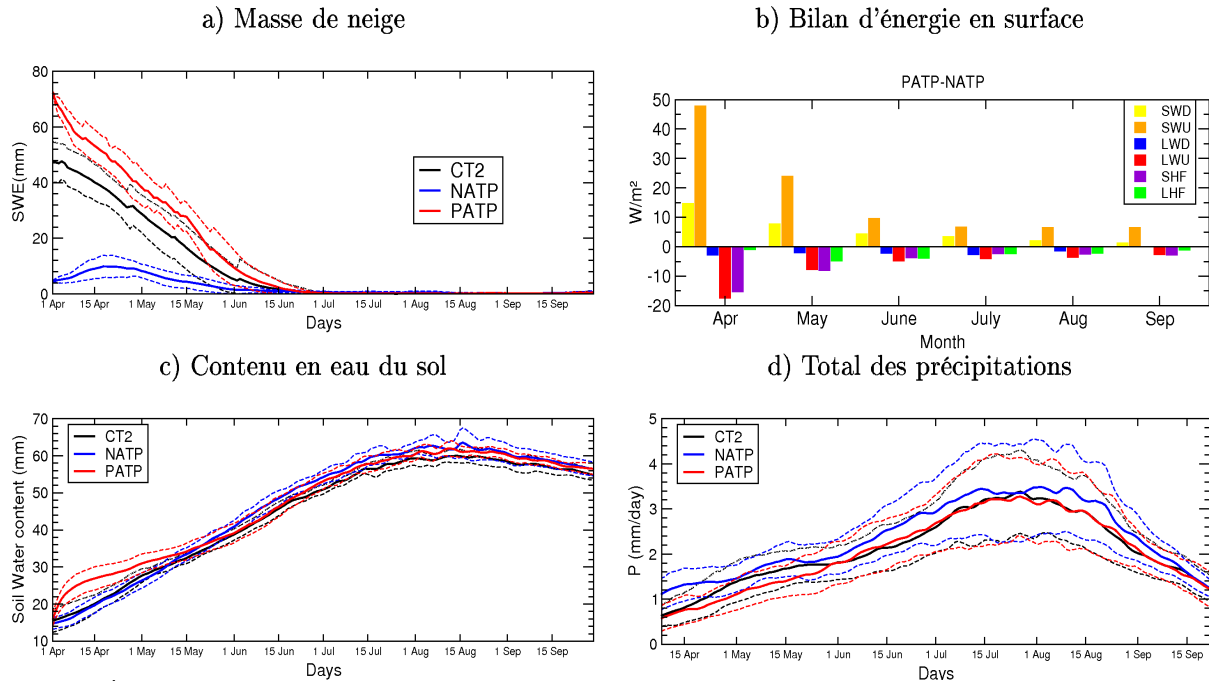 a) Masse de neige
80
60
40
20
0
SWE(mm)
CT2
NATP
PATP
1 Apr 15 Apr 1 May 15 May 1 Jun 15 Jun 1 Jul 15 Jul 1 Aug 15 Aug 1 Sep 15 Sep
Days
b) Bilan d'énergie en surface
PATP-NATP
50
40
30
20
10
0
-10
-20
W/m²
SWD
SWU
LWD
LWU
SHF
LHF
Apr May June July Aug Sep
Month
c) Contenu en eau du sol
70
60
50
40
30
20
10
Soil Water content (mm)
CT2
NATP
PATP
1 Apr 15 Apr 1 May 15 May 1 Jun 15 Jun 1 Jul 15 Jul 1 Aug 15 Aug 1 Sep 15 Sep
Days
d) Total des précipitations
5
4
3
2
1
0
P (mm/day)
CT2
NATP
PATP
15 Apr 1 May 15 May 1 Jun 15 Jun 1 Jul 15 Jul 1 Aug 15 Aug 1 Sep 15 Sep
Days